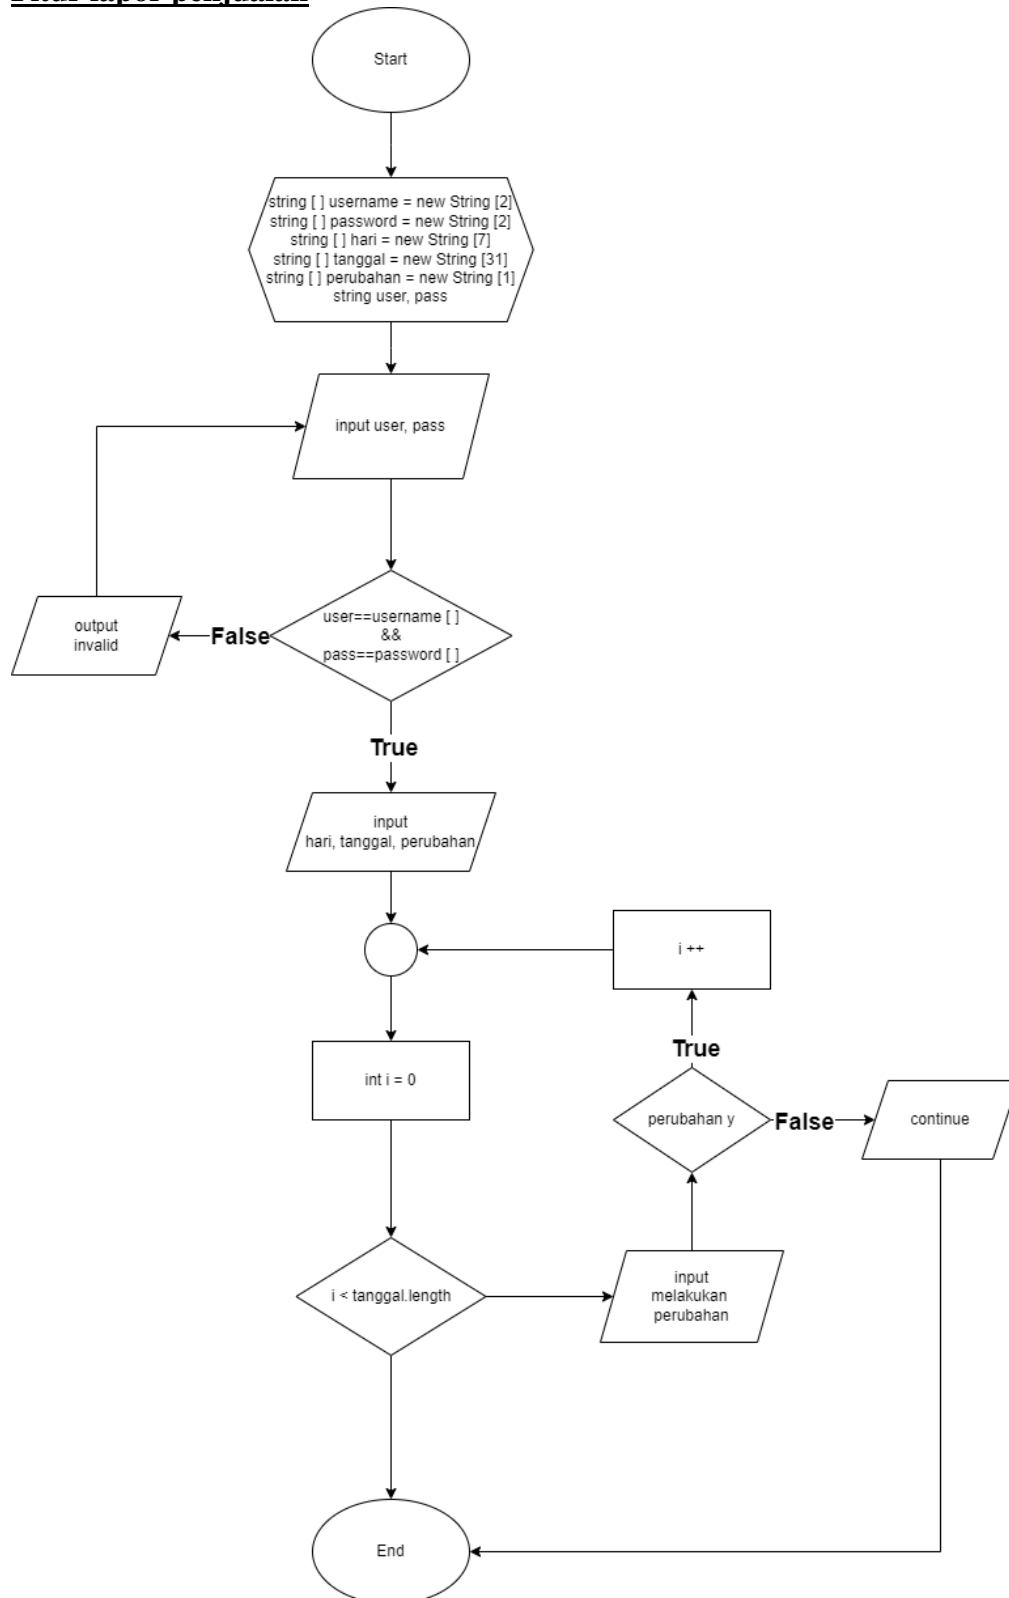 Start
string [ ] username = new String [2]
string [ ] password = new String [2]
string [ ] hari = new String [7]
string [ ] tanggal = new String [31]
string [ ] perubahan = new String [1]
string user, pass
input user, pass
user==username [ ]
&&
pass==password [ ]
False
output
invalid
True
input
hari, tanggal, perubahan
i ++
int i = 0
True
perubahan y
False
continue
i < tanggal.length
input
melakukan
perubahan
End